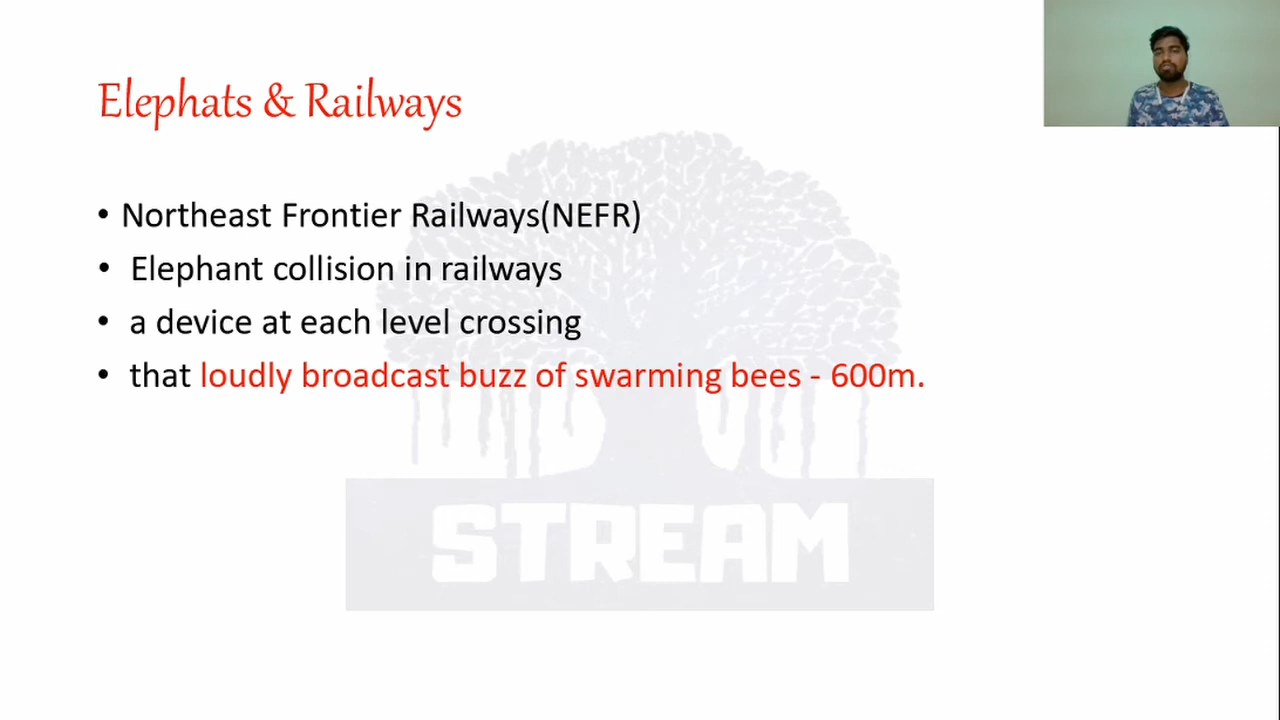 Elephats & Railways
• Northeast Frontier Railways(NEFR)
• Elephant collision in railways
• a device at each level crossing
• that loudly broadcast buzz of swarming bees - 600m.
STREAM